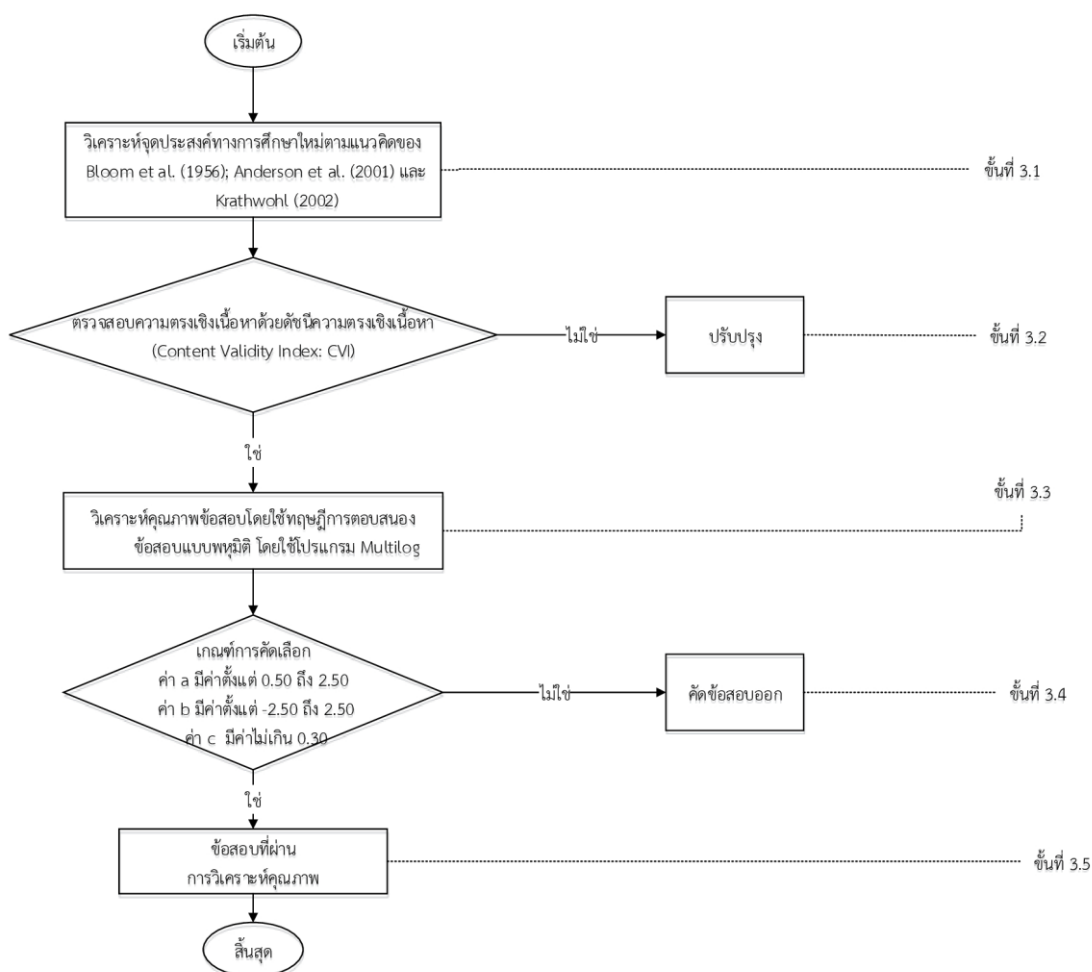 เริ่มต้น
วิเคราะห์จุดประสงค์ทางการศึกษาใหม่ตามแนวคิดของ
Bloom et al. (1956); Anderson et al. (2001) และ
Krathwohl (2002)
ขั้นที่ 3.1
ตรวจสอบความตรงเชิงเนื้อหาด้วยดัชนีความตรงเชิงเนื้อหา
(Content Validity Index: CVI)
ไม่ใช่
ปรับปรุง
ขั้นที่ 3.2
ใช่
วิเคราะห์คุณภาพข้อสอบโดยใช้ทฤษฎีการตอบสนอง
ข้อสอบแบบพหุมิติ โดยใช้โปรแกรม Multilog
ขั้นที่ 3.3
เกณฑ์การคัดเลือก
ค่า a มีค่าตั้งแต่ 0.50 ถึง 2.50
ค่า b มีค่าตั้งแต่ -2.50 ถึง 2.50
ค่า c มีค่าไม่เกิน 0.30
ไม่ใช่
คัดข้อสอบออก
ขั้นที่ 3.4
ใช่
ข้อสอบที่ผ่าน
การวิเคราะห์คุณภาพ
ขั้นที่ 3.5
สิ้นสุด